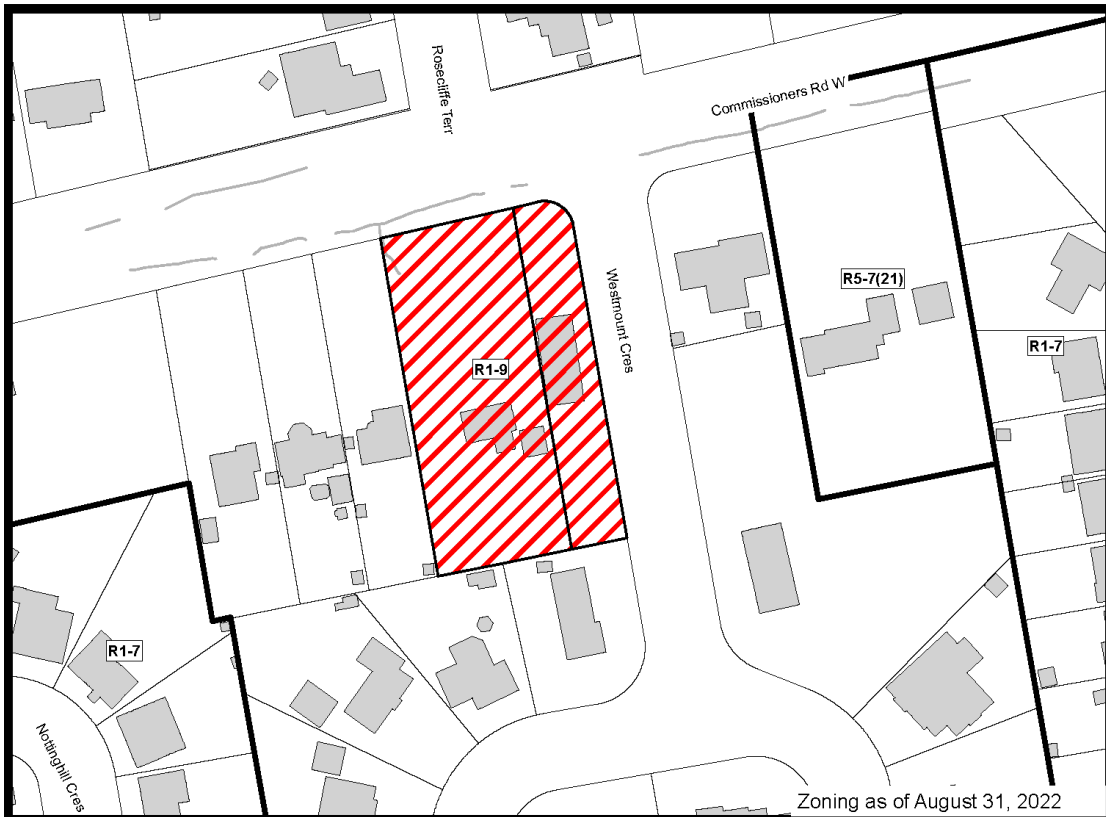 Rosecliffe Terr
Commissioners Rd W
Westmount Cres
R5-7(21)
R1-7
R1-9
R1-7
Nottinghill Cres
Zoning as of August 31, 2022